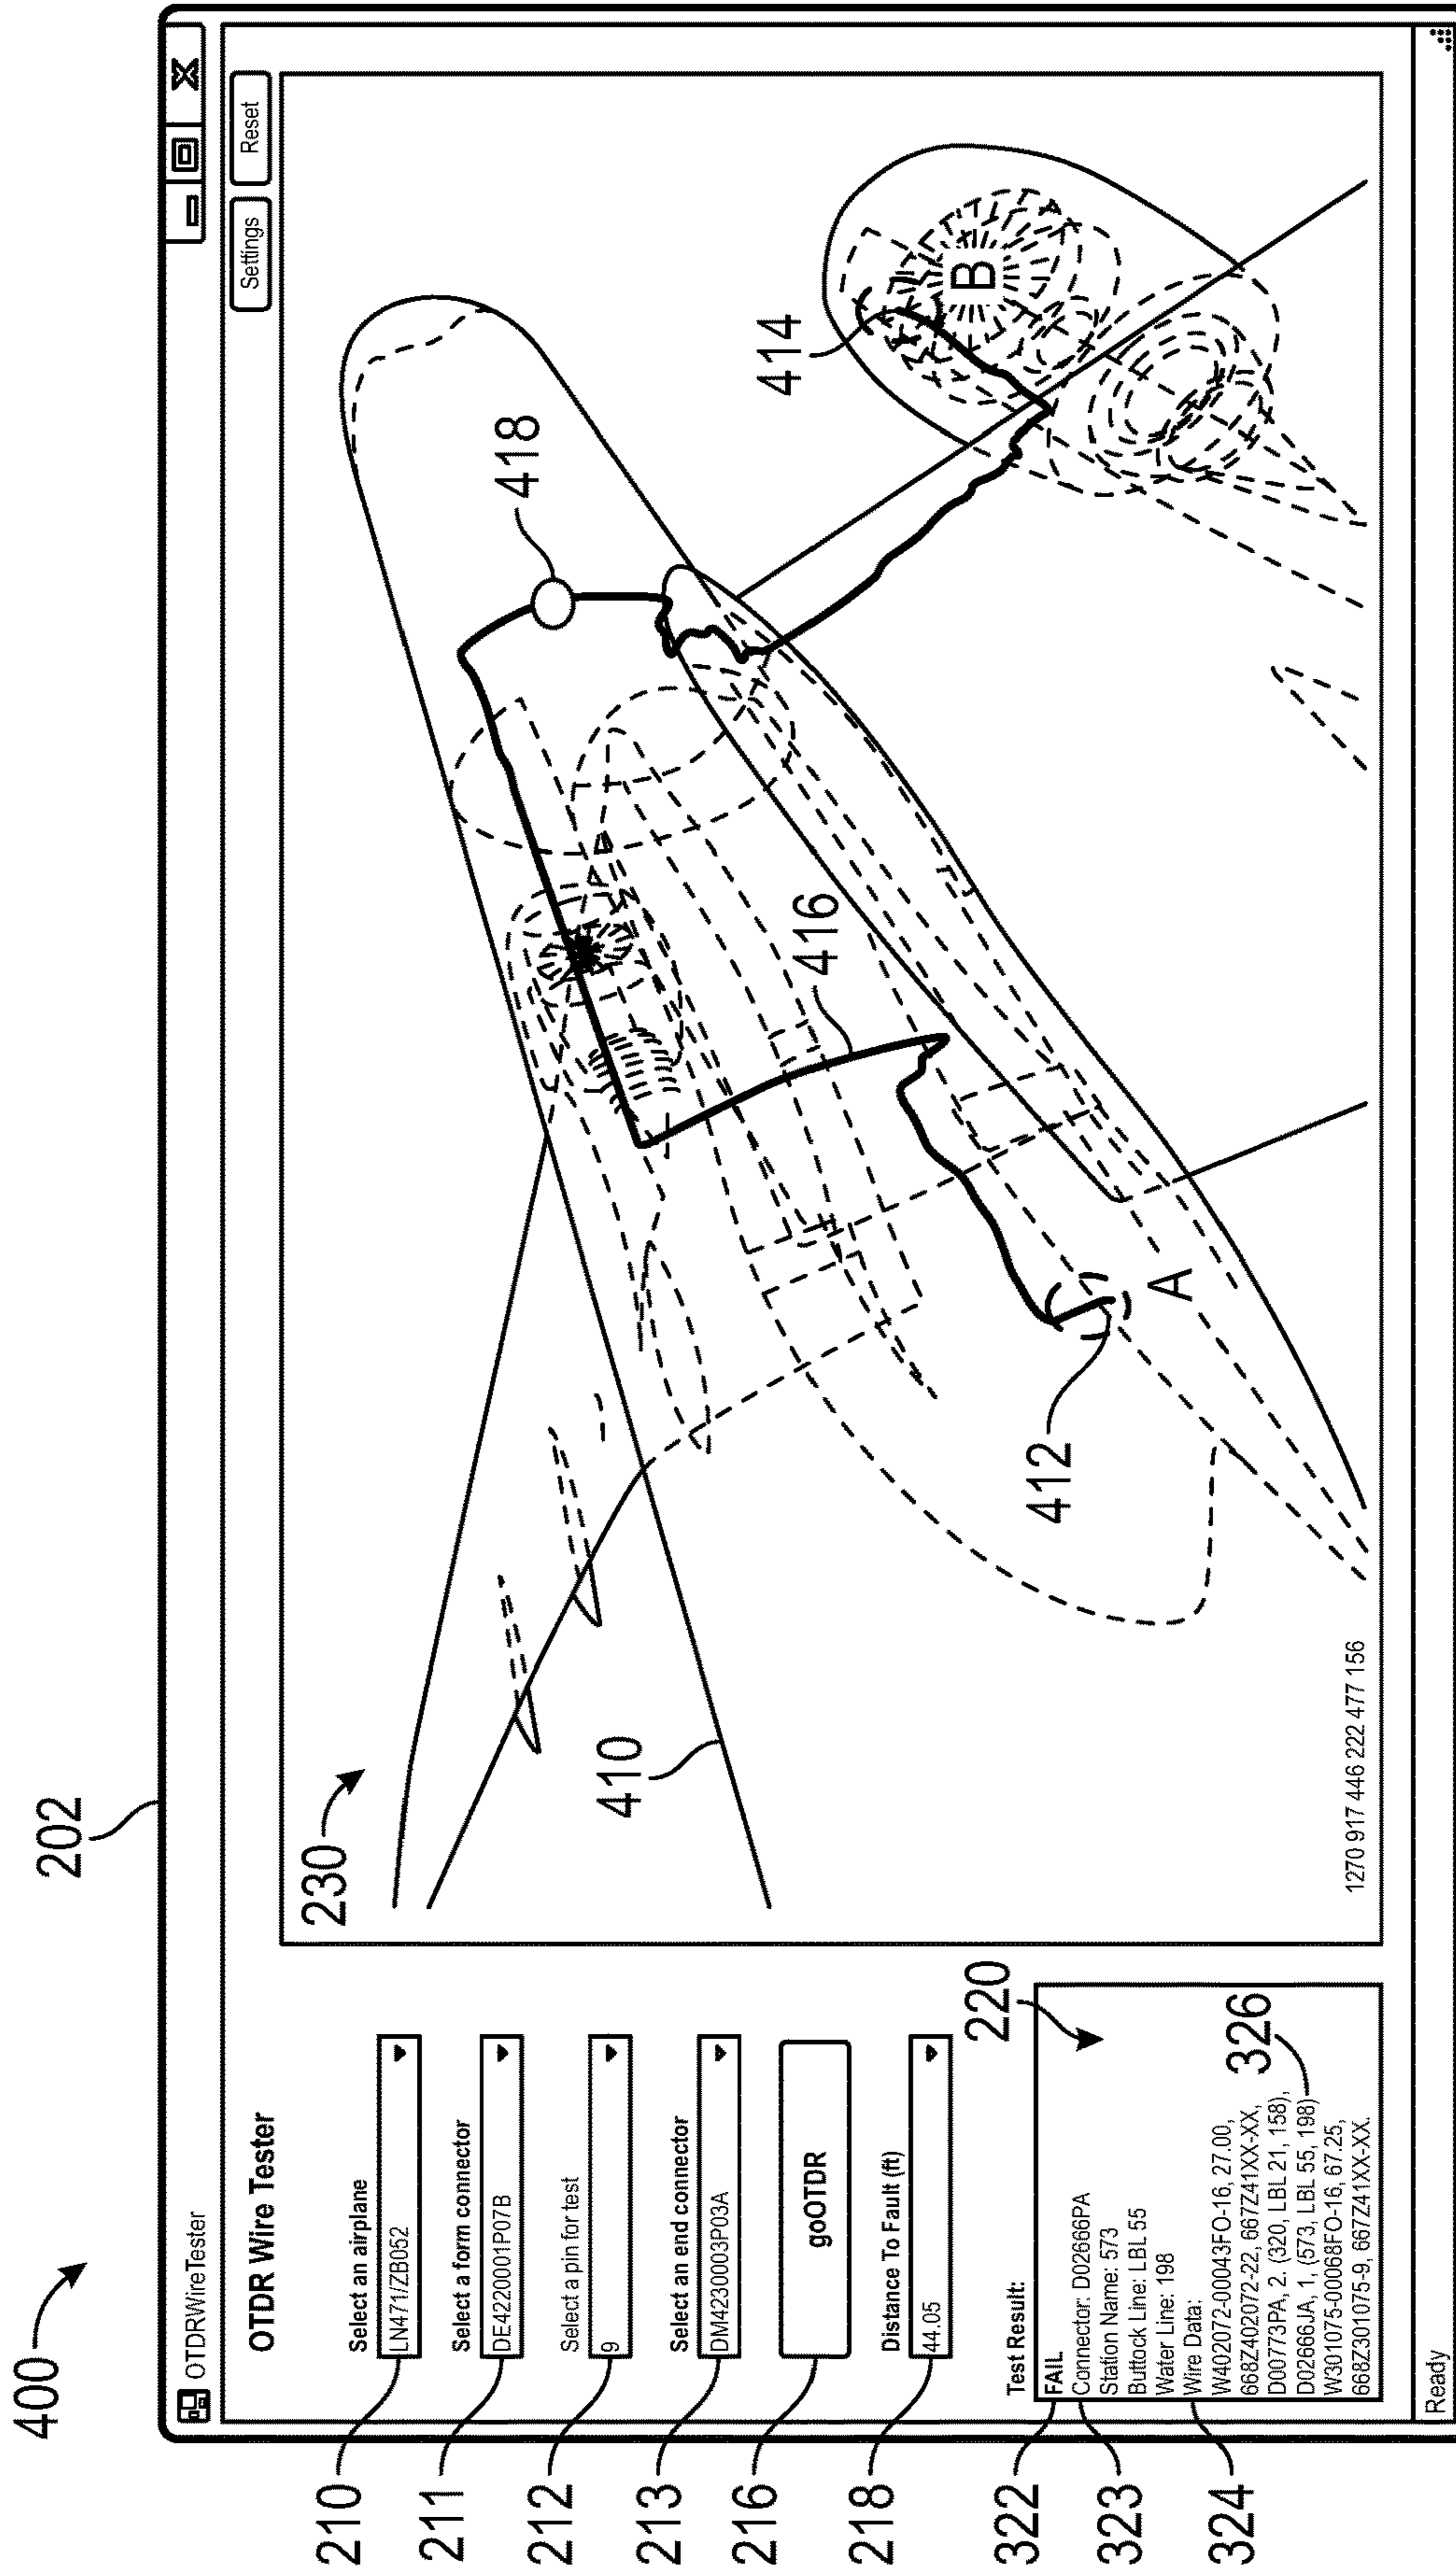 400
202
OTDRWireTester
Settings
Reset
OTDR Wire Tester
210
Select an airplane
LN471/ZB052
211
Select a form connector
DE4220001P07B
212
Select a pin for test
9
213
Select an end connector
DM4230003P03A
216
goOTDR
218
Distance To Fault (ft)
44.05
220
Test Result:
322
FAIL
323
Connector: D02666PA
Station Name: 573
Buttock Line: LBL 55
Water Line: 198
324
Wire Data:
W402072-00043FO-16, 27.00,
668Z402072-22, 667Z41XX-XX,
D00773PA, 2. (320, LBL 21, 158),
D02666JA, 1, (573, LBL 55, 198)
326
W301075-00068FO-16, 67.25,
668Z301075-9, 667Z41XX-XX.
230
410
418
414
B
416
412
A
1270 917 446 222 477 156
Ready